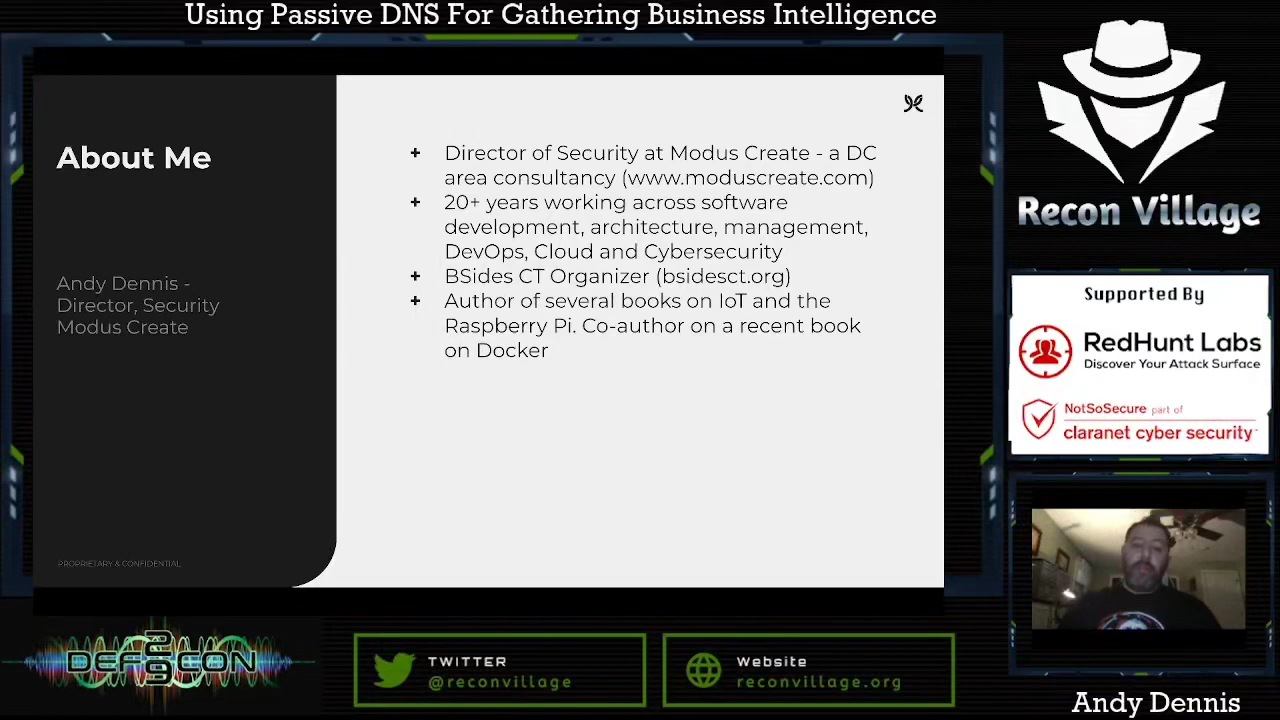 Using Passive DNS For Gathering Business Intelligence
About Me
Andy Dennis -
Director, Security
Modus Create
PROPRIETARY & CONFIDENTIAL
+ Director of Security at Modus Create - a DC
area consultancy (www.moduscreate.com)
+ 20+ years working across software
development, architecture, management,
DevOps, Cloud and Cybersecurity
+ BSides CT Organizer (bsidesct.org)
+ Author of several books on IoT and the
Raspberry Pi. Co-author on a recent book
on Docker
Recon Village
Supported By
RedHunt Labs
Discover Your Attack Surface
NotSoSecure part of
claranet cyber security
DEFCON
29
TWITTER
@reconvillage
Website
reconvillage.org
Andy Dennis